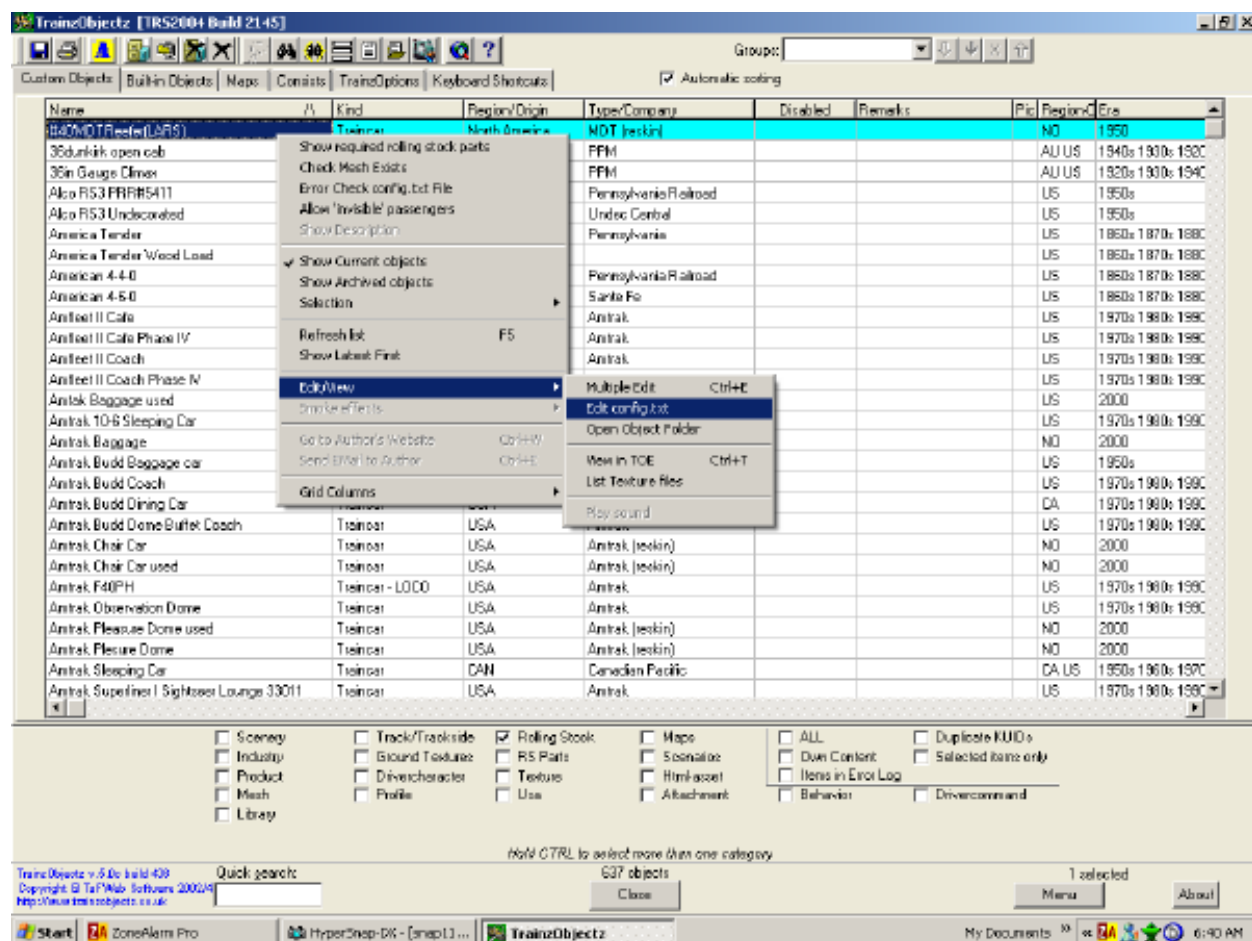 TrainzObjectz [TRS2004 Build 2145]
Groups:
Custom Objects Built-in Objects Maps Consists TrainzOptions Keyboard Shortcuts Automatic sorting
Name /\ Kind Region/Origin Type/Company Disabled Remarks Pic Era
#40MDTReefer(LARS) Traincar North America MDT (reskin) NO 1950
36dunkirk open cab PPM AU US 1940s 1930s 1920
36in Gauge Climax PPM AU US 1920s 1930s 1940
Alco RS3 PRR#5411 Pennsylvania Railroad US 1950s
Alco RS3 Undecorated Undec Central US 1950s
America Tender Pennsylvania US 1860s 1870s 1880
America Tender Wood Load US 1860s 1870s 1880
American 4-4-0 Pennsylvania Railroad US 1860s 1870s 1880
American 4-6-0 Sante Fe US 1860s 1870s 1880
Amfleet II Cafe Amtrak US 1970s 1980s 1990
Amfleet II Cafe Phase IV Amtrak US 1970s 1980s 1990
Amfleet II Coach Amtrak US 1970s 1980s 1990
Amfleet II Coach Phase IV US 1970s 1980s 1990
Amtak Baggage used US 2000
Amtrak 10-6 Sleeping Car US 1970s 1980s 1990
Amtrak Baggage NO 2000
Amtrak Budd Baggage car US 1950s
Amtrak Budd Coach US 1970s 1980s 1990
Amtrak Budd Dining Car CA 1970s 1980s 1990
Amtrak Budd Dome Buffet Coach Traincar USA US 1970s 1980s 1990
Amtrak Chair Car Traincar USA Amtrak (reskin) NO 2000
Amtrak Chair Car used Traincar USA Amtrak (reskin) NO 2000
Amtrak F40PH Traincar - LOCO USA Amtrak US 1970s 1980s 1990
Amtrak Observation Dome Traincar USA Amtrak US 1970s 1980s 1990
Amtrak Pleasure Dome used Traincar USA Amtrak (reskin) NO 2000
Amtrak Plesure Dome Traincar USA Amtrak (reskin) NO 2000
Amtrak Sleeping Car Traincar CAN Canadian Pacific CA US 1950s 1960s 1970
Amtrak Superliner I Sightseer Lounge 33011 Traincar USA Amtrak US 1970s 1980s 1990
Show required rolling stock parts
Check Mesh Exists
Error Check config.txt File
Allow 'invisible' passengers
Show Description
Show Current objects
Show Archived objects
Selection
Refresh list F5
Show Latest First
Edit/View
Smoke effects
Go to Author's Website Ctrl+W
Send EMail to Author Ctrl+E
Grid Columns
Multiple Edit Ctrl+E
Edit config.txt
Open Object Folder
View in TOE Ctrl+T
List Texture files
Play sound
Scenery Track/Trackside Rolling Stock Maps ALL Duplicate KUIDs
Industry Ground Textures RS Parts Scenarios Own Content Selected items only
Product Drivercharacter Texture Html-asset Items in Error Log
Mesh Profile Use Attachment Behavior Drivercommand
Library
Hold CTRL to select more than one category
TrainzObjectz v.5.0c build 438
Copyright © TafWeb Software 2002/4
Quick search:
637 objects
1 selected
Close
Menu
About
Start ZoneAlarm Pro HyperSnap-DX - [snap11... TrainzObjectz My Documents » « 6:40 AM